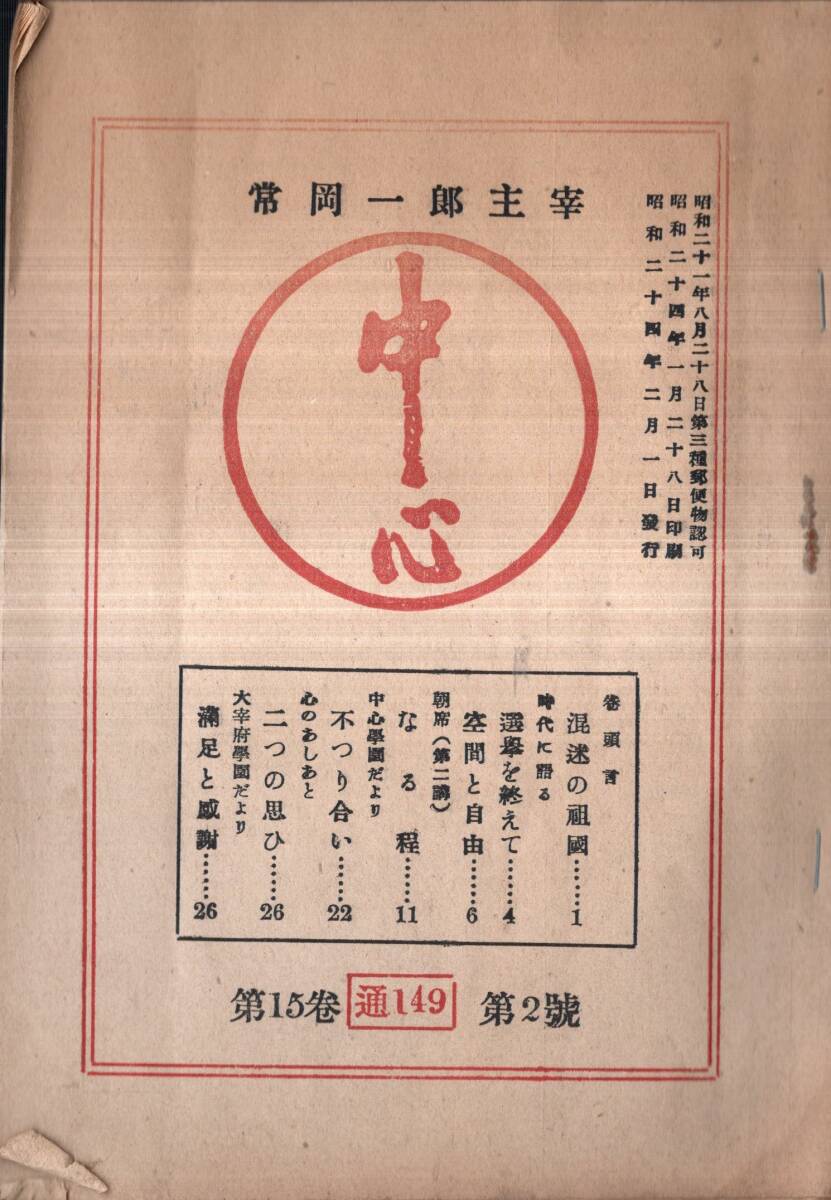 昭和二十一年八月二十八日第三種郵便物認可
昭和二十四年一月二十八日印刷
昭和二十四年二月一日發行
常岡一郎主宰
中心
卷頭言
混迷の祖國……1
時代に語る
選擧を終えて……4
空間と自由……6
朝席(第二講)
なる程……11
中心學園だより
不つり合い……22
心のあしあと
二つの思ひ……26
大宰府學園だより
滿足と感謝……26
第15卷 通149 第2號